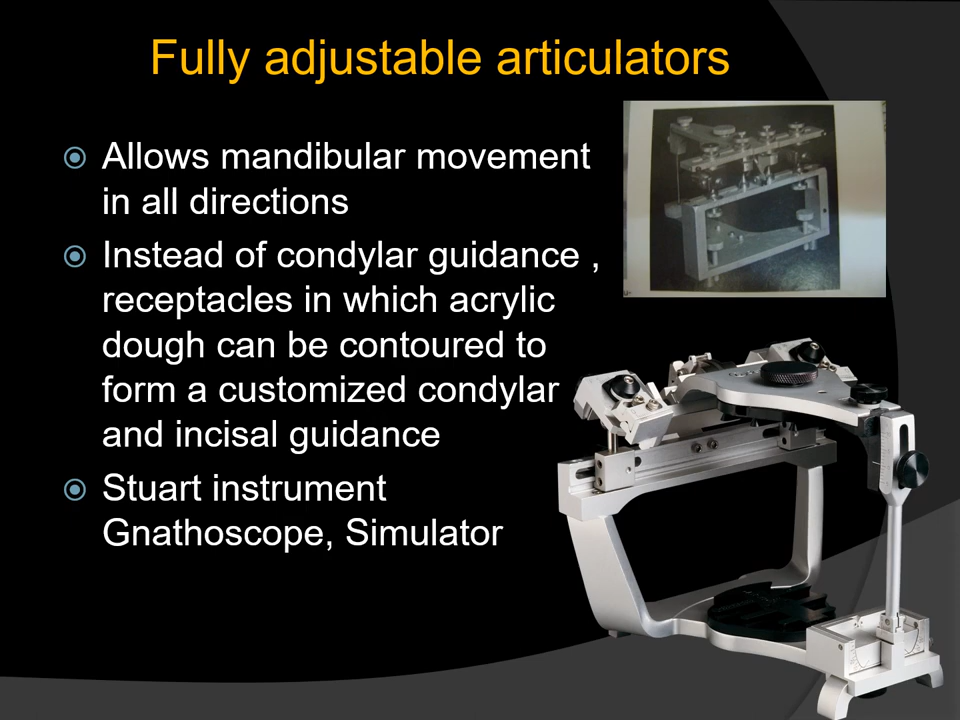 Fully adjustable articulators
Allows mandibular movement
in all directions
Instead of condylar guidance ,
receptacles in which acrylic
dough can be contoured to
form a customized condylar
and incisal guidance
Stuart instrument
Gnathoscope, Simulator